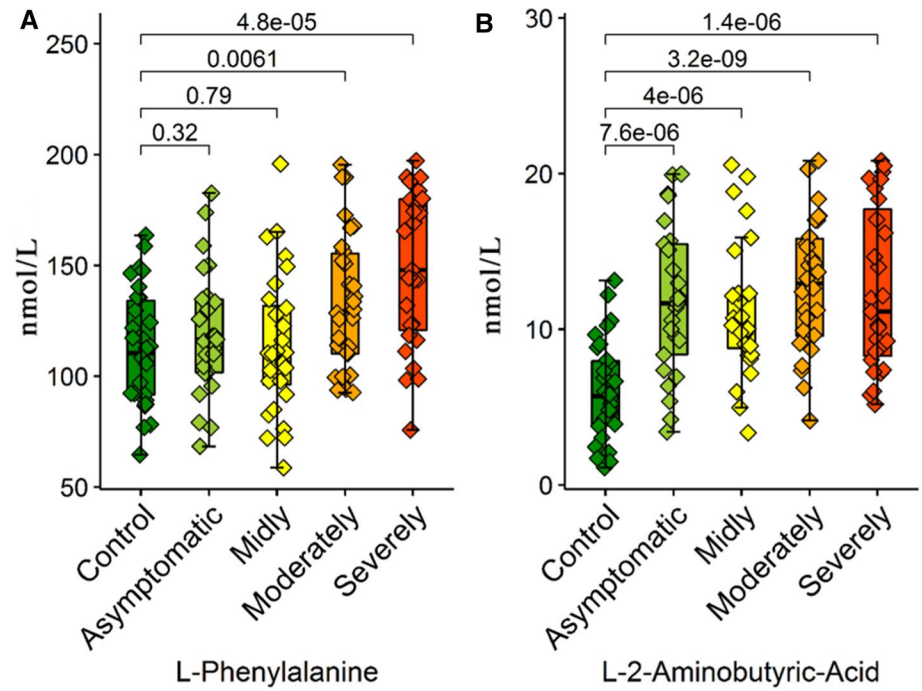 A
nmol/L
250
200
150
100
50
4.8e-05
0.0061
0.79
0.32
Control
Asymptomatic
Midly
Moderately
Severely
L-Phenylalanine
B
nmol/L
30
20
10
0
1.4e-06
3.2e-09
4e-06
7.6e-06
Control
Asymptomatic
Midly
Moderately
Severely
L-2-Aminobutyric-Acid